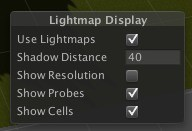 Lightmap Display
Use Lightmaps
Shadow Distance 40
Show Resolution
Show Probes
Show Cells